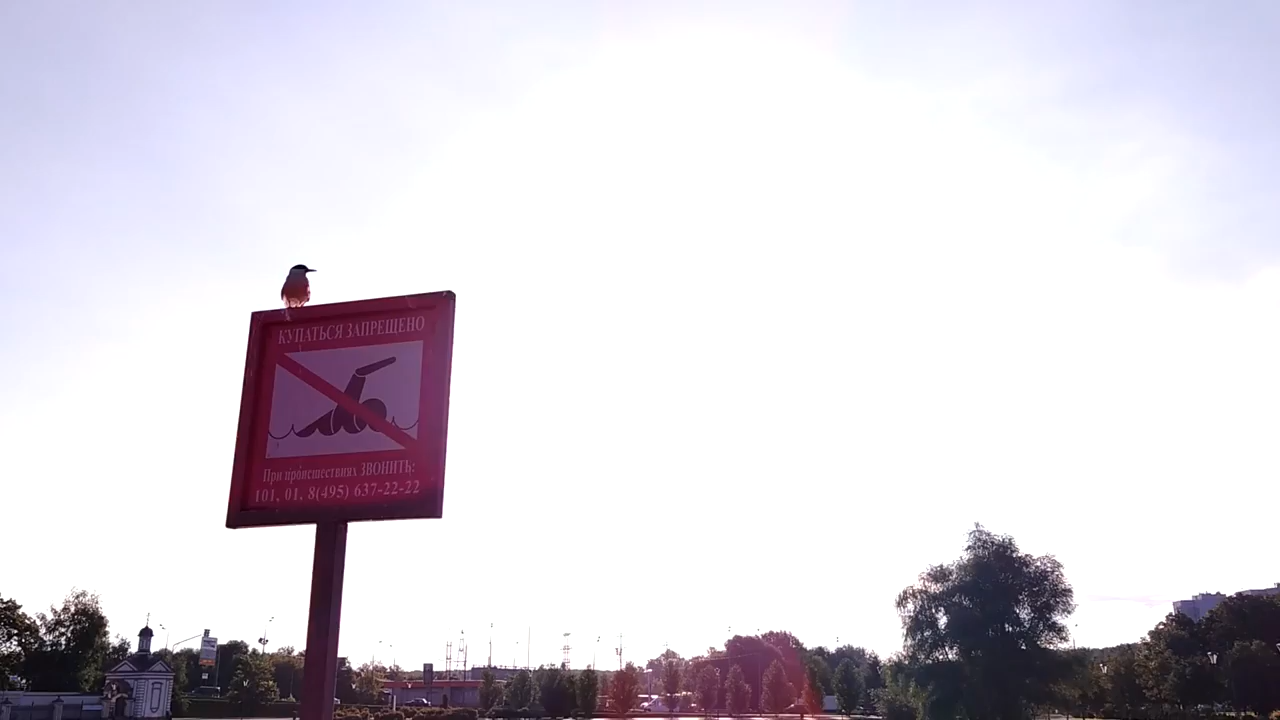 КУПАТЬСЯ ЗАПРЕЩЕНО
При происшествиях ЗВОНИТЬ:
101, 01, 8(495) 637-22-22